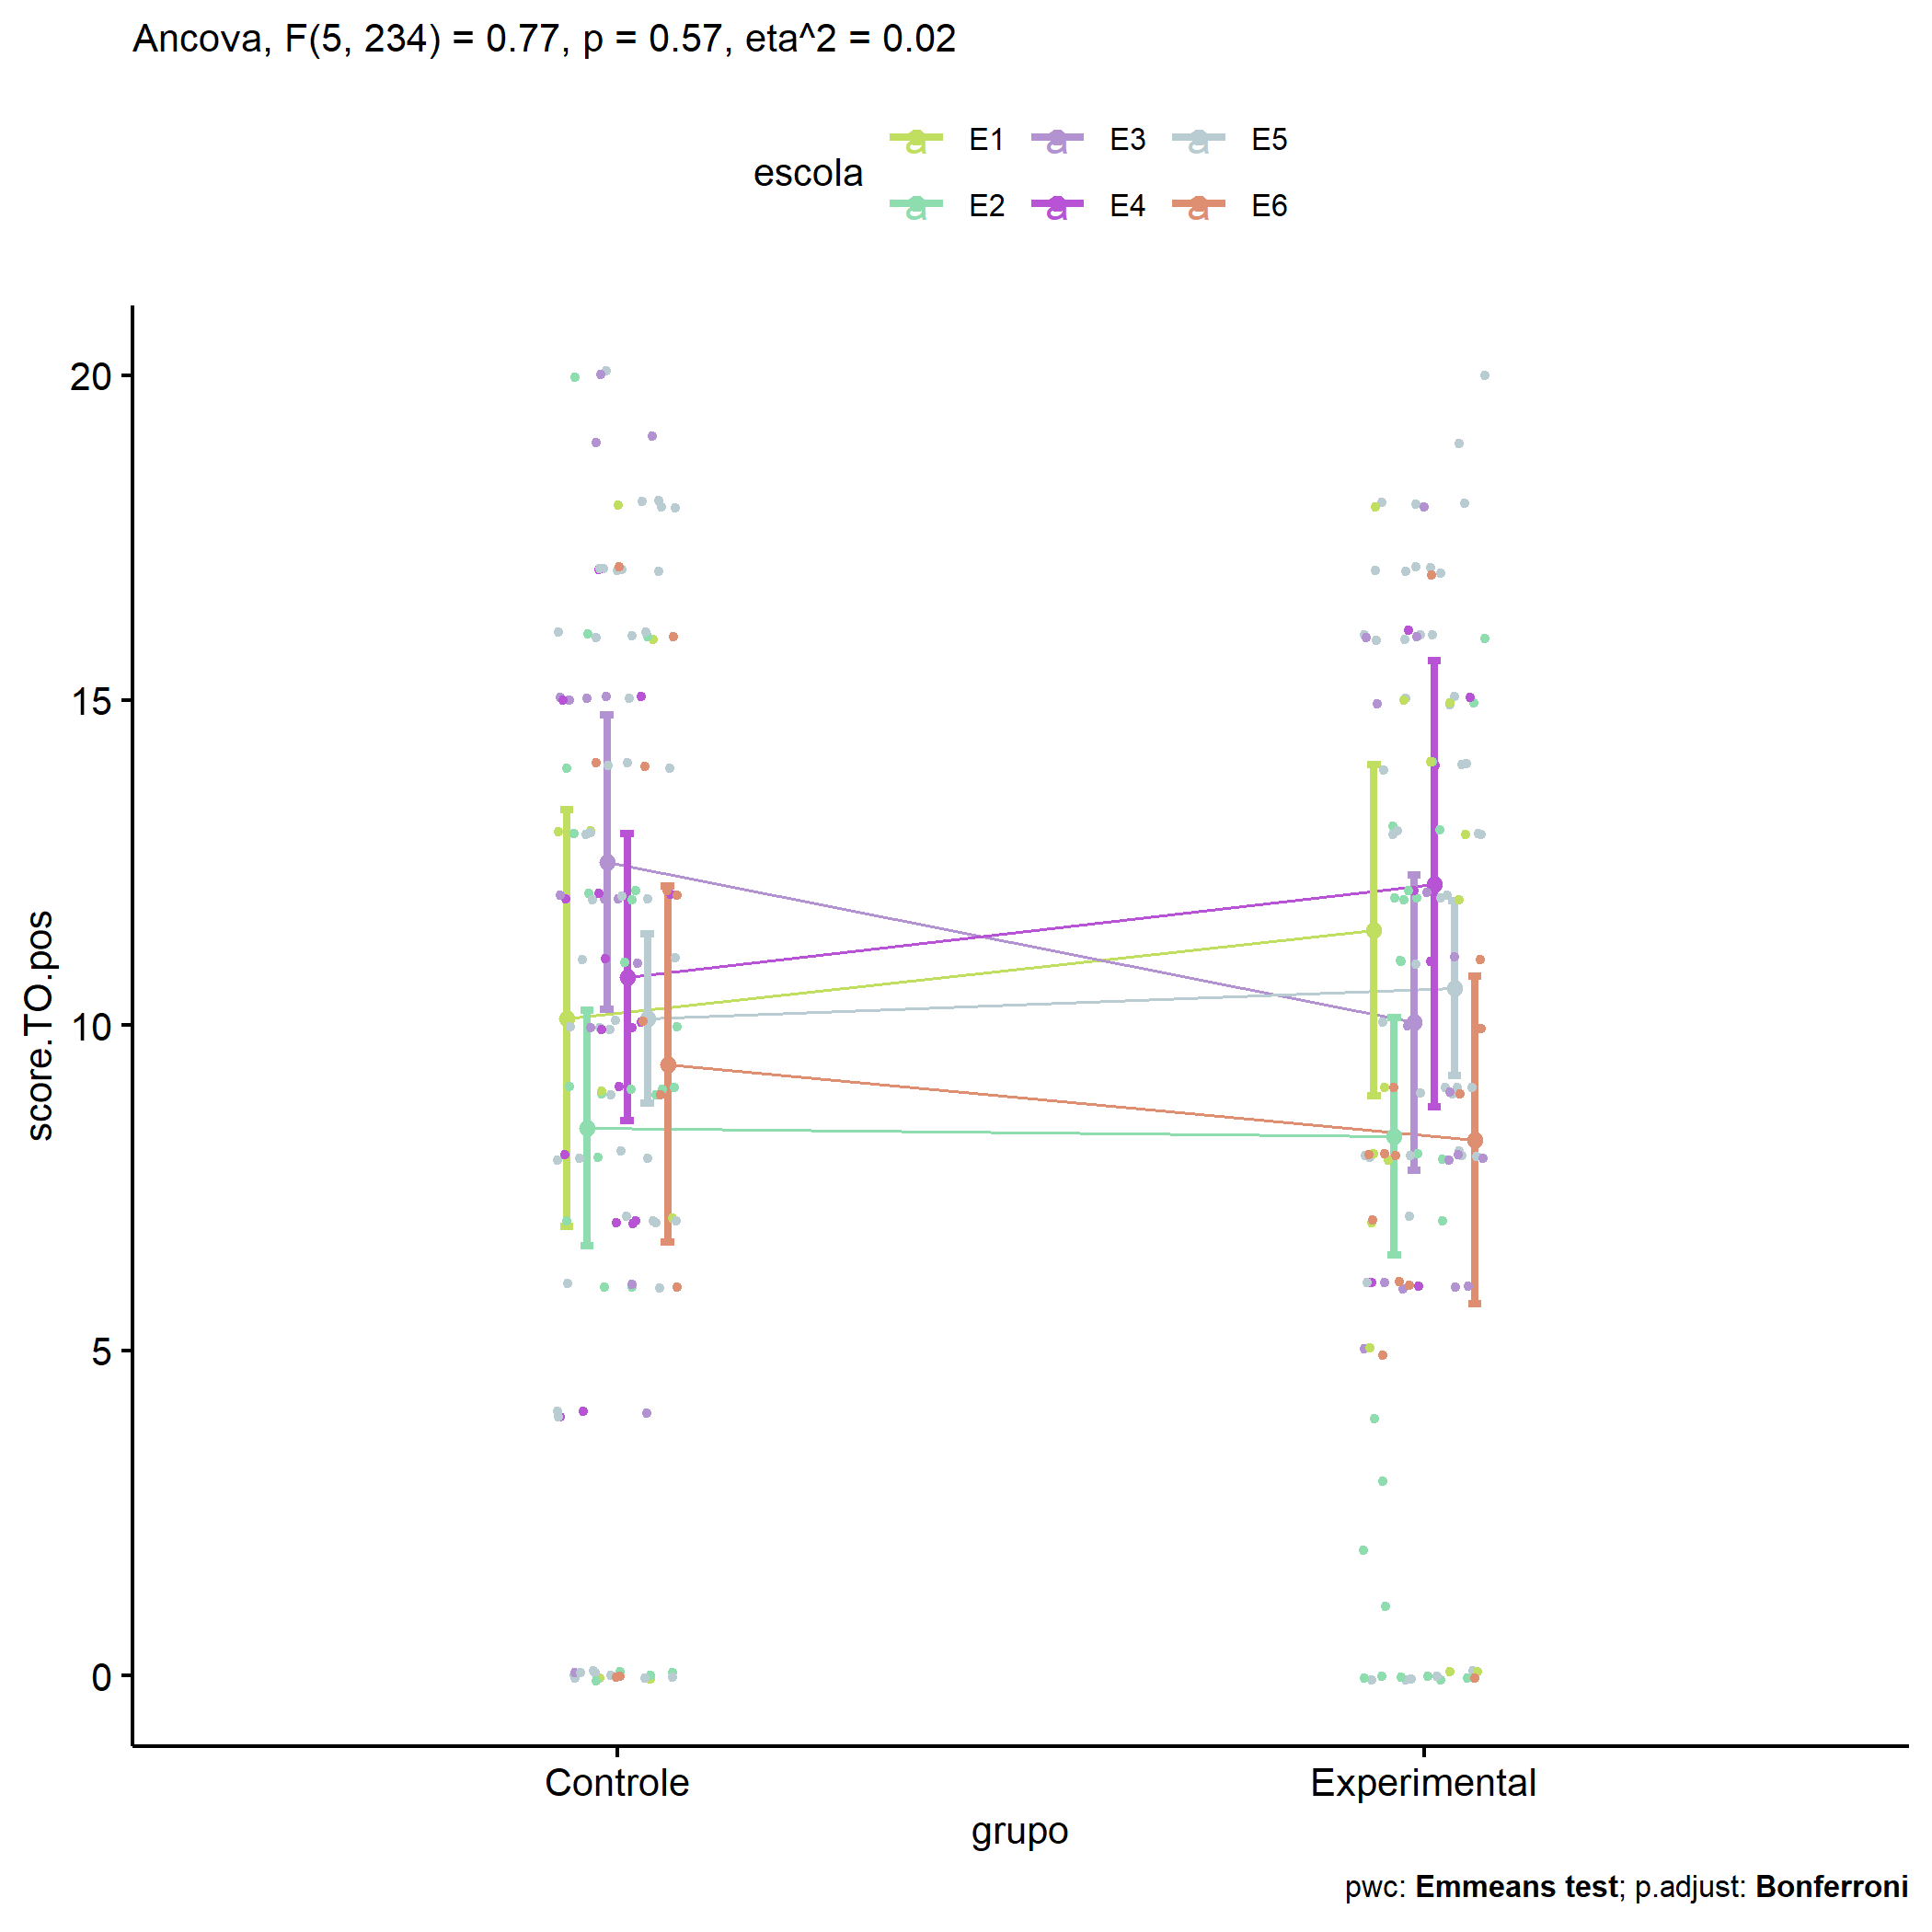 Ancova, F(5, 234) = 0.77, p = 0.57, eta^2 = 0.02
escola
a E1 a E3 a E5
a E2 a E4 a E6
20
15
10
5
0
score.TO.pos
Controle Experimental
grupo
pwc: Emmeans test; p.adjust: Bonferroni